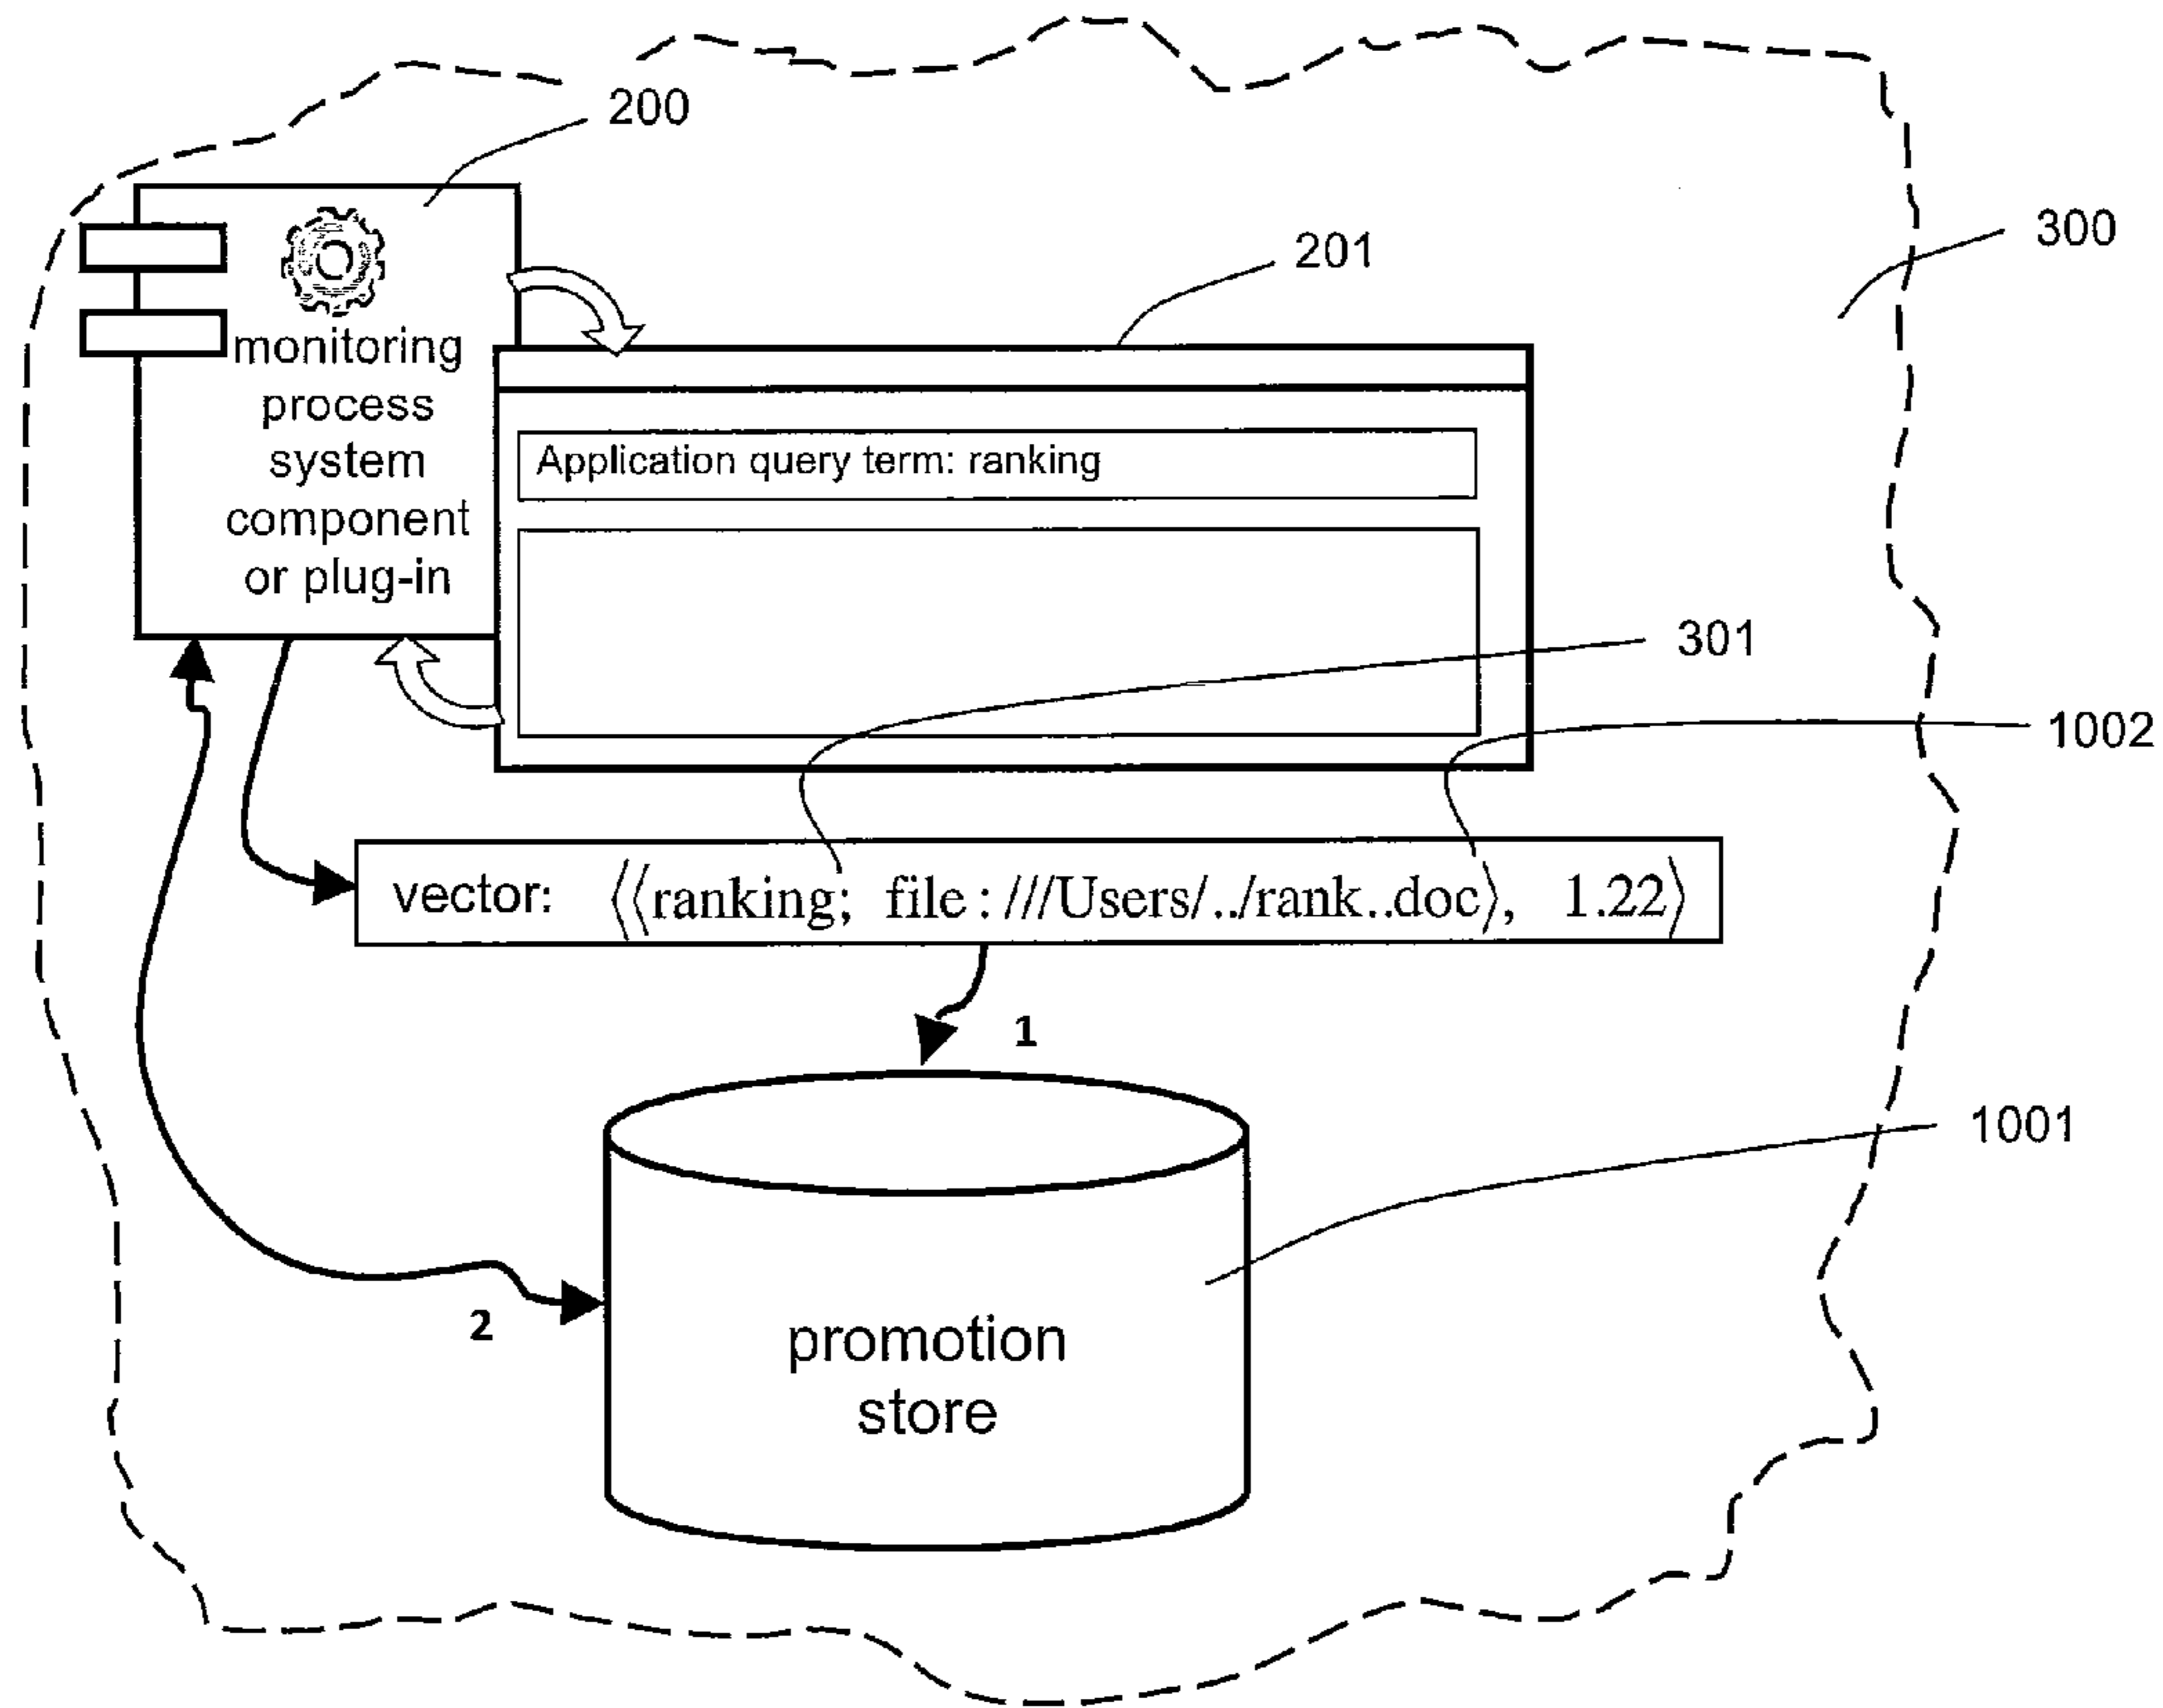 200
300
201
monitoring
process
system
component
or plug-in
Application query term: ranking
301
1002
vector: ⟨⟨ranking; file:///Users/../rank..doc⟩, 1.22⟩
1
1001
2
promotion
store